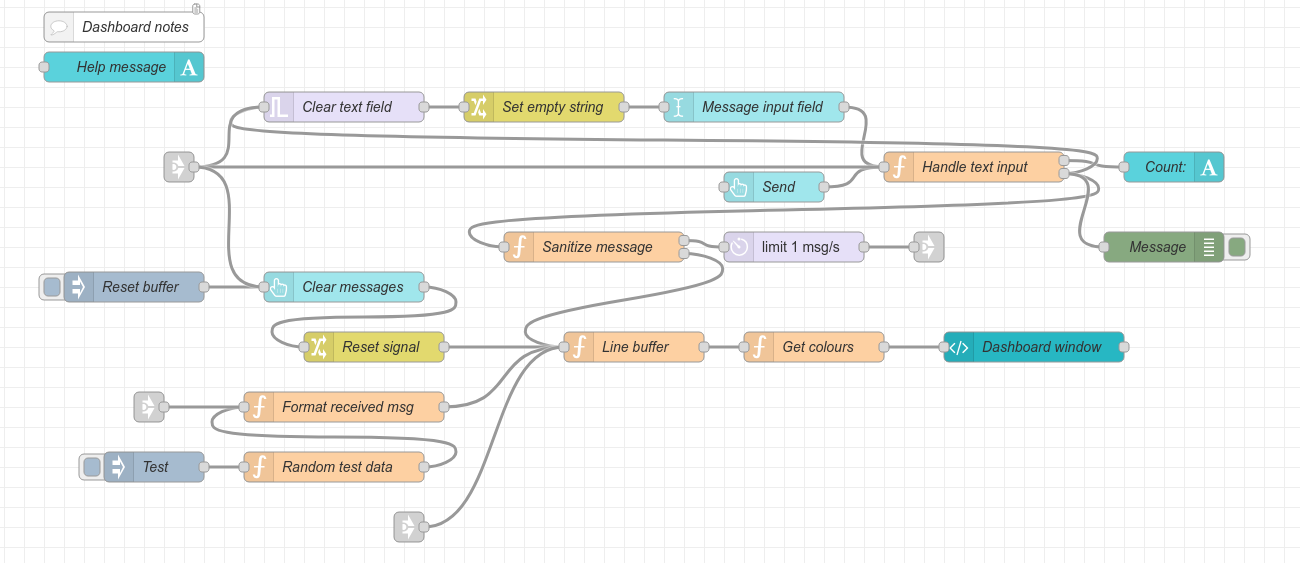 Dashboard notes
Help message
Clear text field
Set empty string
Message input field
Handle text input
Count:
Send
Sanitize message
limit 1 msg/s
Message
Reset buffer
Clear messages
Reset signal
Line buffer
Get colours
Dashboard window
Format received msg
Test
Random test data